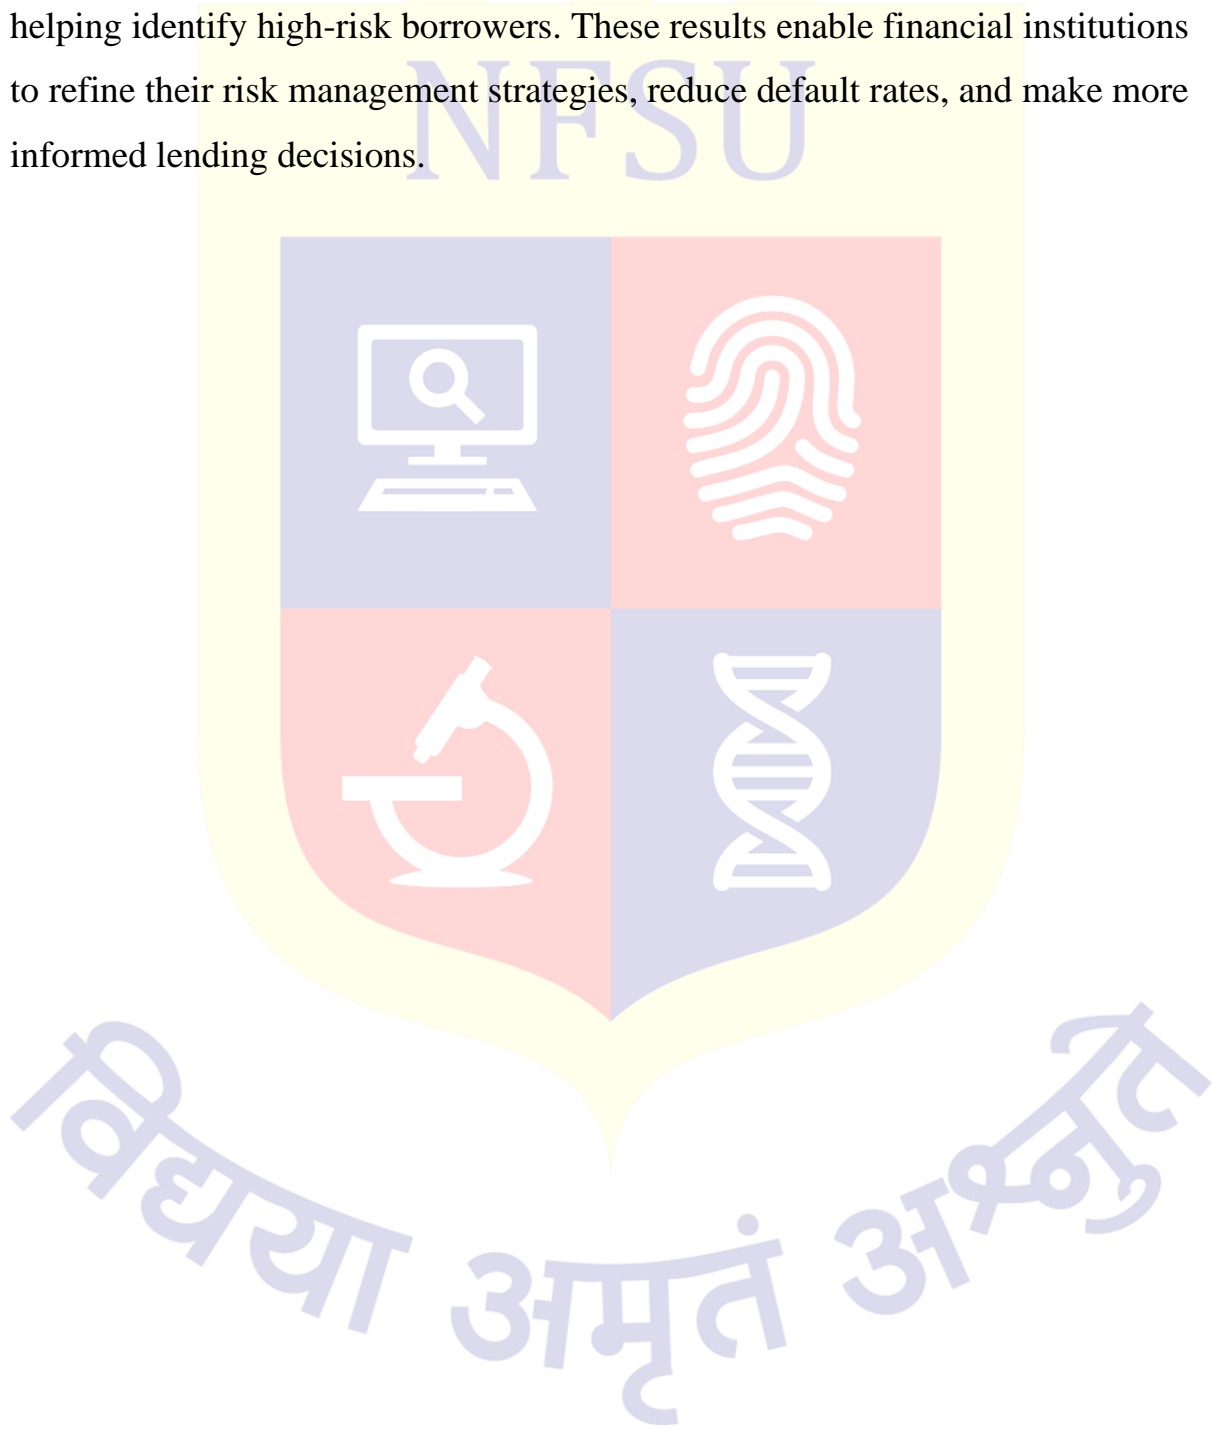 helping identify high-risk borrowers. These results enable financial institutions
to refine their risk management strategies, reduce default rates, and make more
informed lending decisions.
NFSU
विद्यया अमृतं अश्नुते